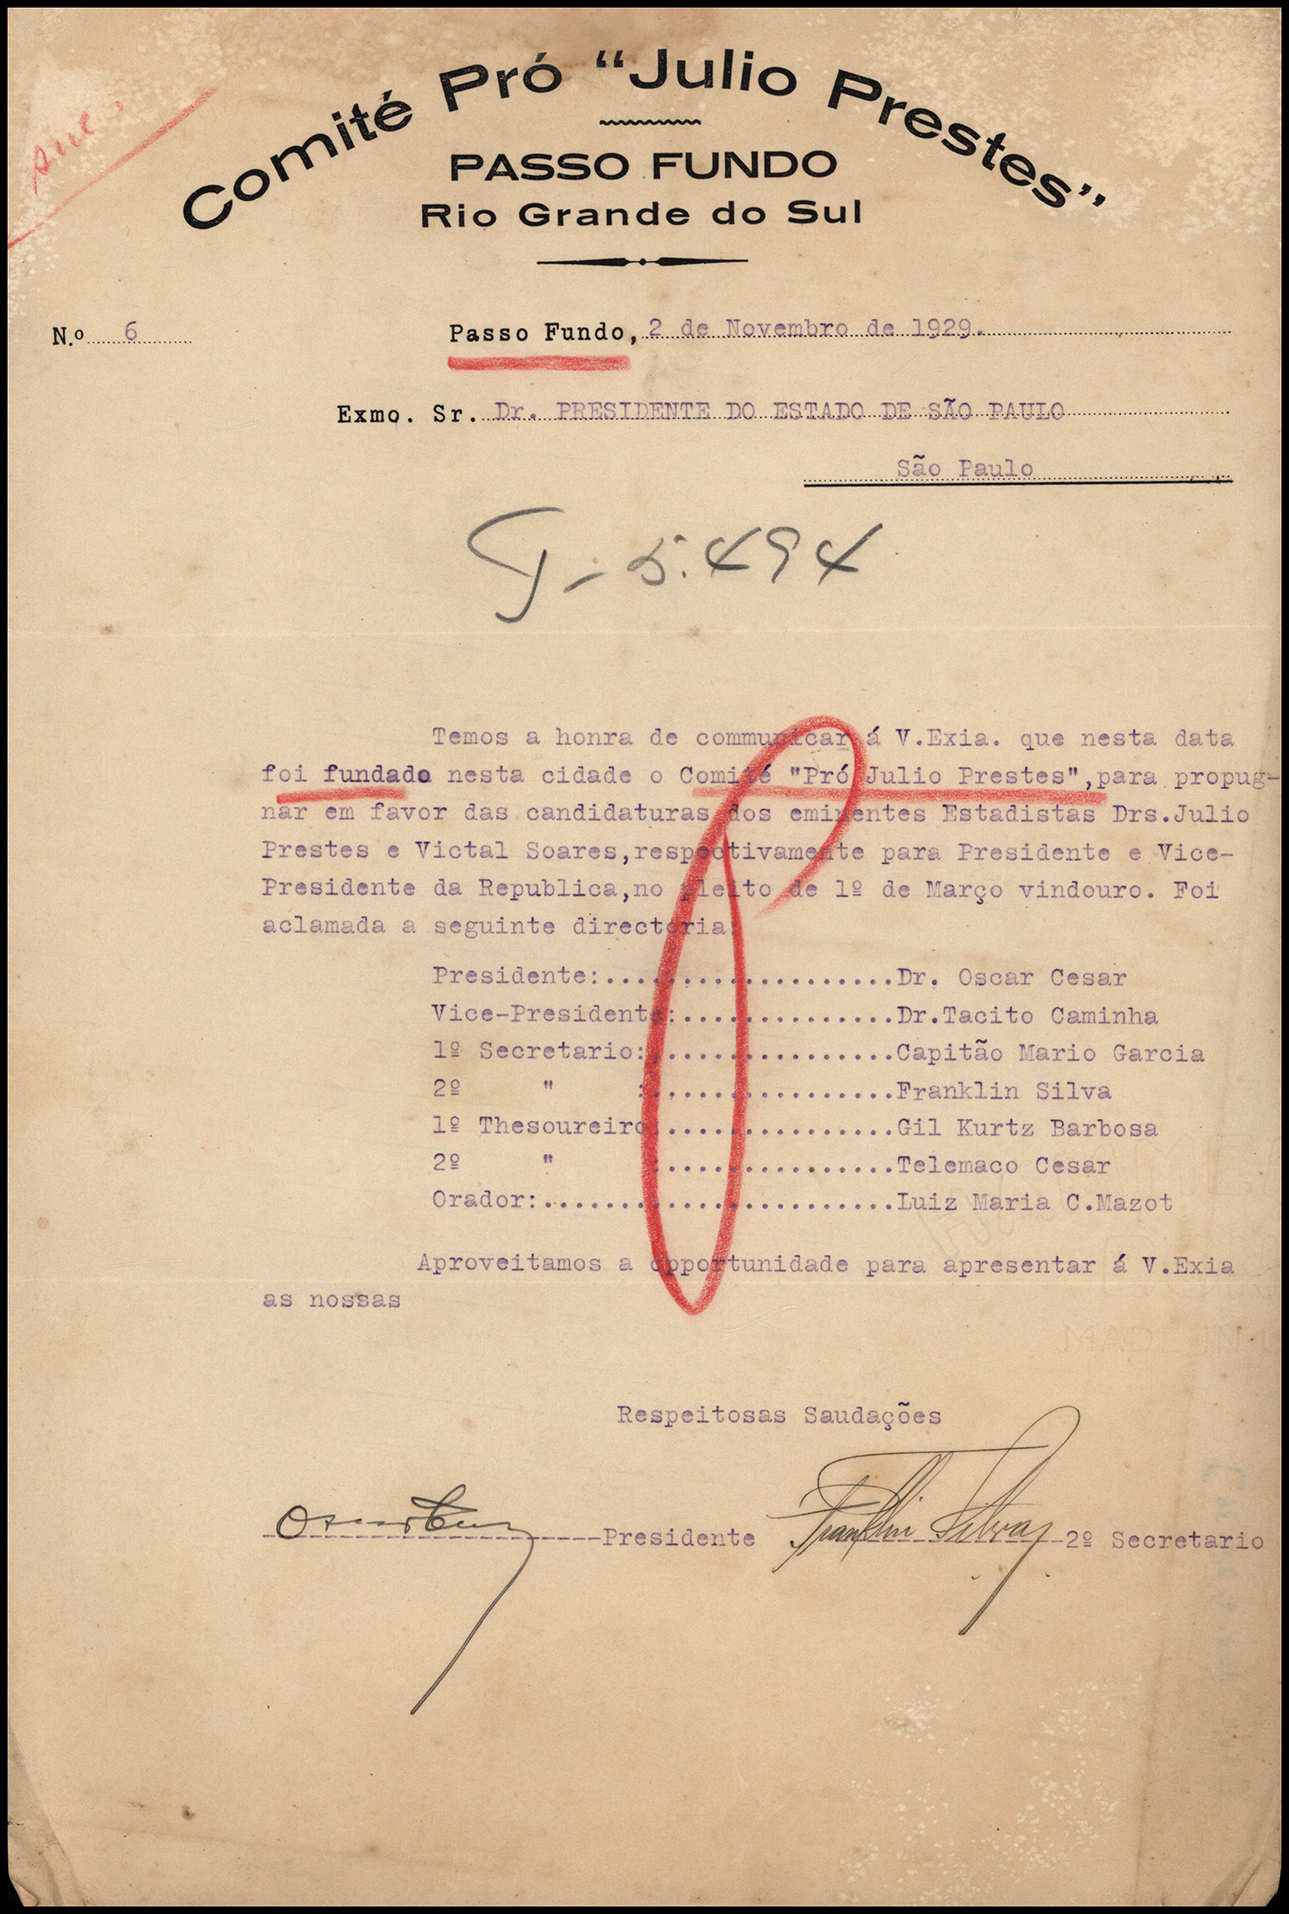 Comité Pró “Julio Prestes”
PASSO FUNDO
Rio Grande do Sul
N.º 6
Passo Fundo, 2 de Novembro de 1929.
Exmo. Sr. Dr. PRESIDENTE DO ESTADO DE SÃO PAULO
São Paulo
5.494
Temos a honra de communicar á V.Exia. que nesta data
foi fundado nesta cidade o Comité "Pró Julio Prestes",para propug-
nar em favor das candidaturas dos eminentes Estadistas Drs.Julio
Prestes e Victal Soares,respectivamente para Presidente e Vice-
Presidente da Republica,no pleito de 1º de Março vindouro. Foi
aclamada a seguinte directoria:
Presidente:...................Dr. Oscar Cesar
Vice-Presidente:..............Dr.Tacito Caminha
1º Secretario:................Capitão Mario Garcia
2º " :................Franklin Silva
1º Thesoureiro:...............Gil Kurtz Barbosa
2º " :...............Telemaco Cesar
Orador:.......................Luiz Maria C.Mazot
Aproveitamos a opportunidade para apresentar á V.Exia
as nossas
Respeitosas Saudações
Oscar Cesar Presidente Franklin Silva 2º Secretario